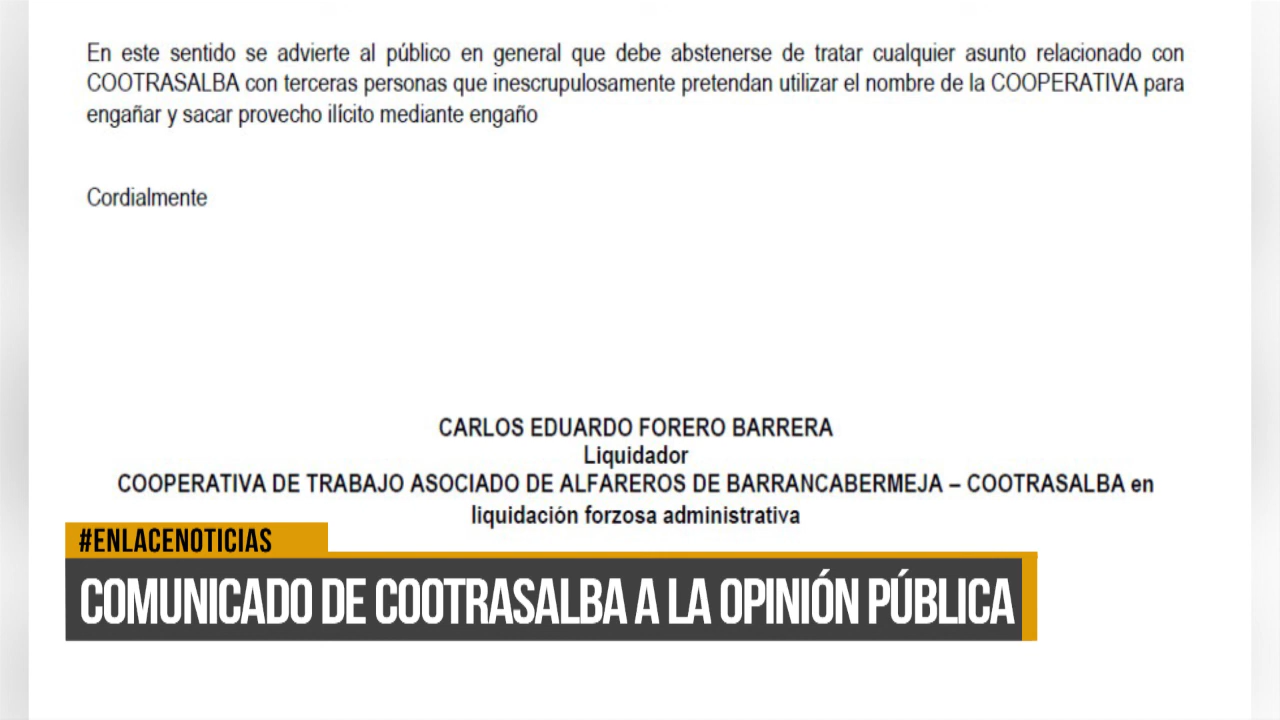 En este sentido se advierte al público en general que debe abstenerse de tratar cualquier asunto relacionado con
COOTRASALBA con terceras personas que inescrupulosamente pretendan utilizar el nombre de la COOPERATIVA para
engañar y sacar provecho ilícito mediante engaño
Cordialmente
CARLOS EDUARDO FORERO BARRERA
Liquidador
COOPERATIVA DE TRABAJO ASOCIADO DE ALFAREROS DE BARRANCABERMEJA – COOTRASALBA en
liquidación forzosa administrativa
#ENLACENOTICIAS
COMUNICADO DE COOTRASALBA A LA OPINIÓN PÚBLICA